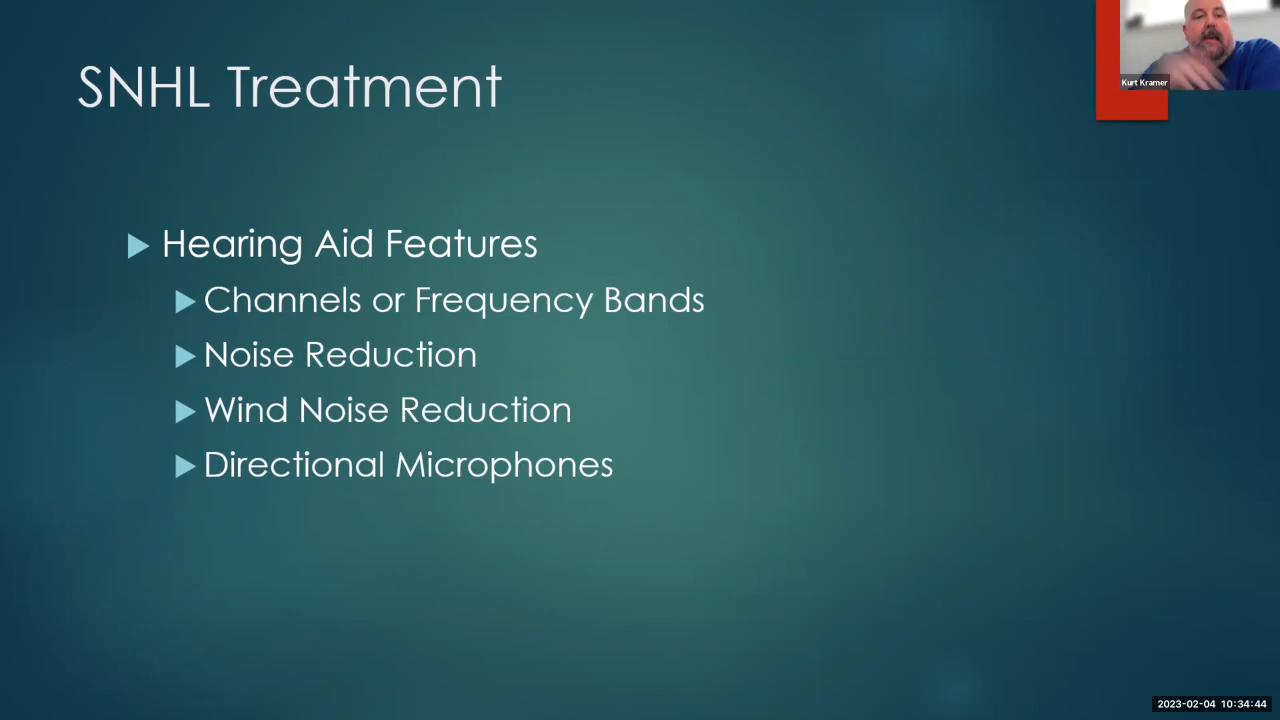 SNHL Treatment
Kurt Kramer
Hearing Aid Features
Channels or Frequency Bands
Noise Reduction
Wind Noise Reduction
Directional Microphones
2023-02-04 10:34:44